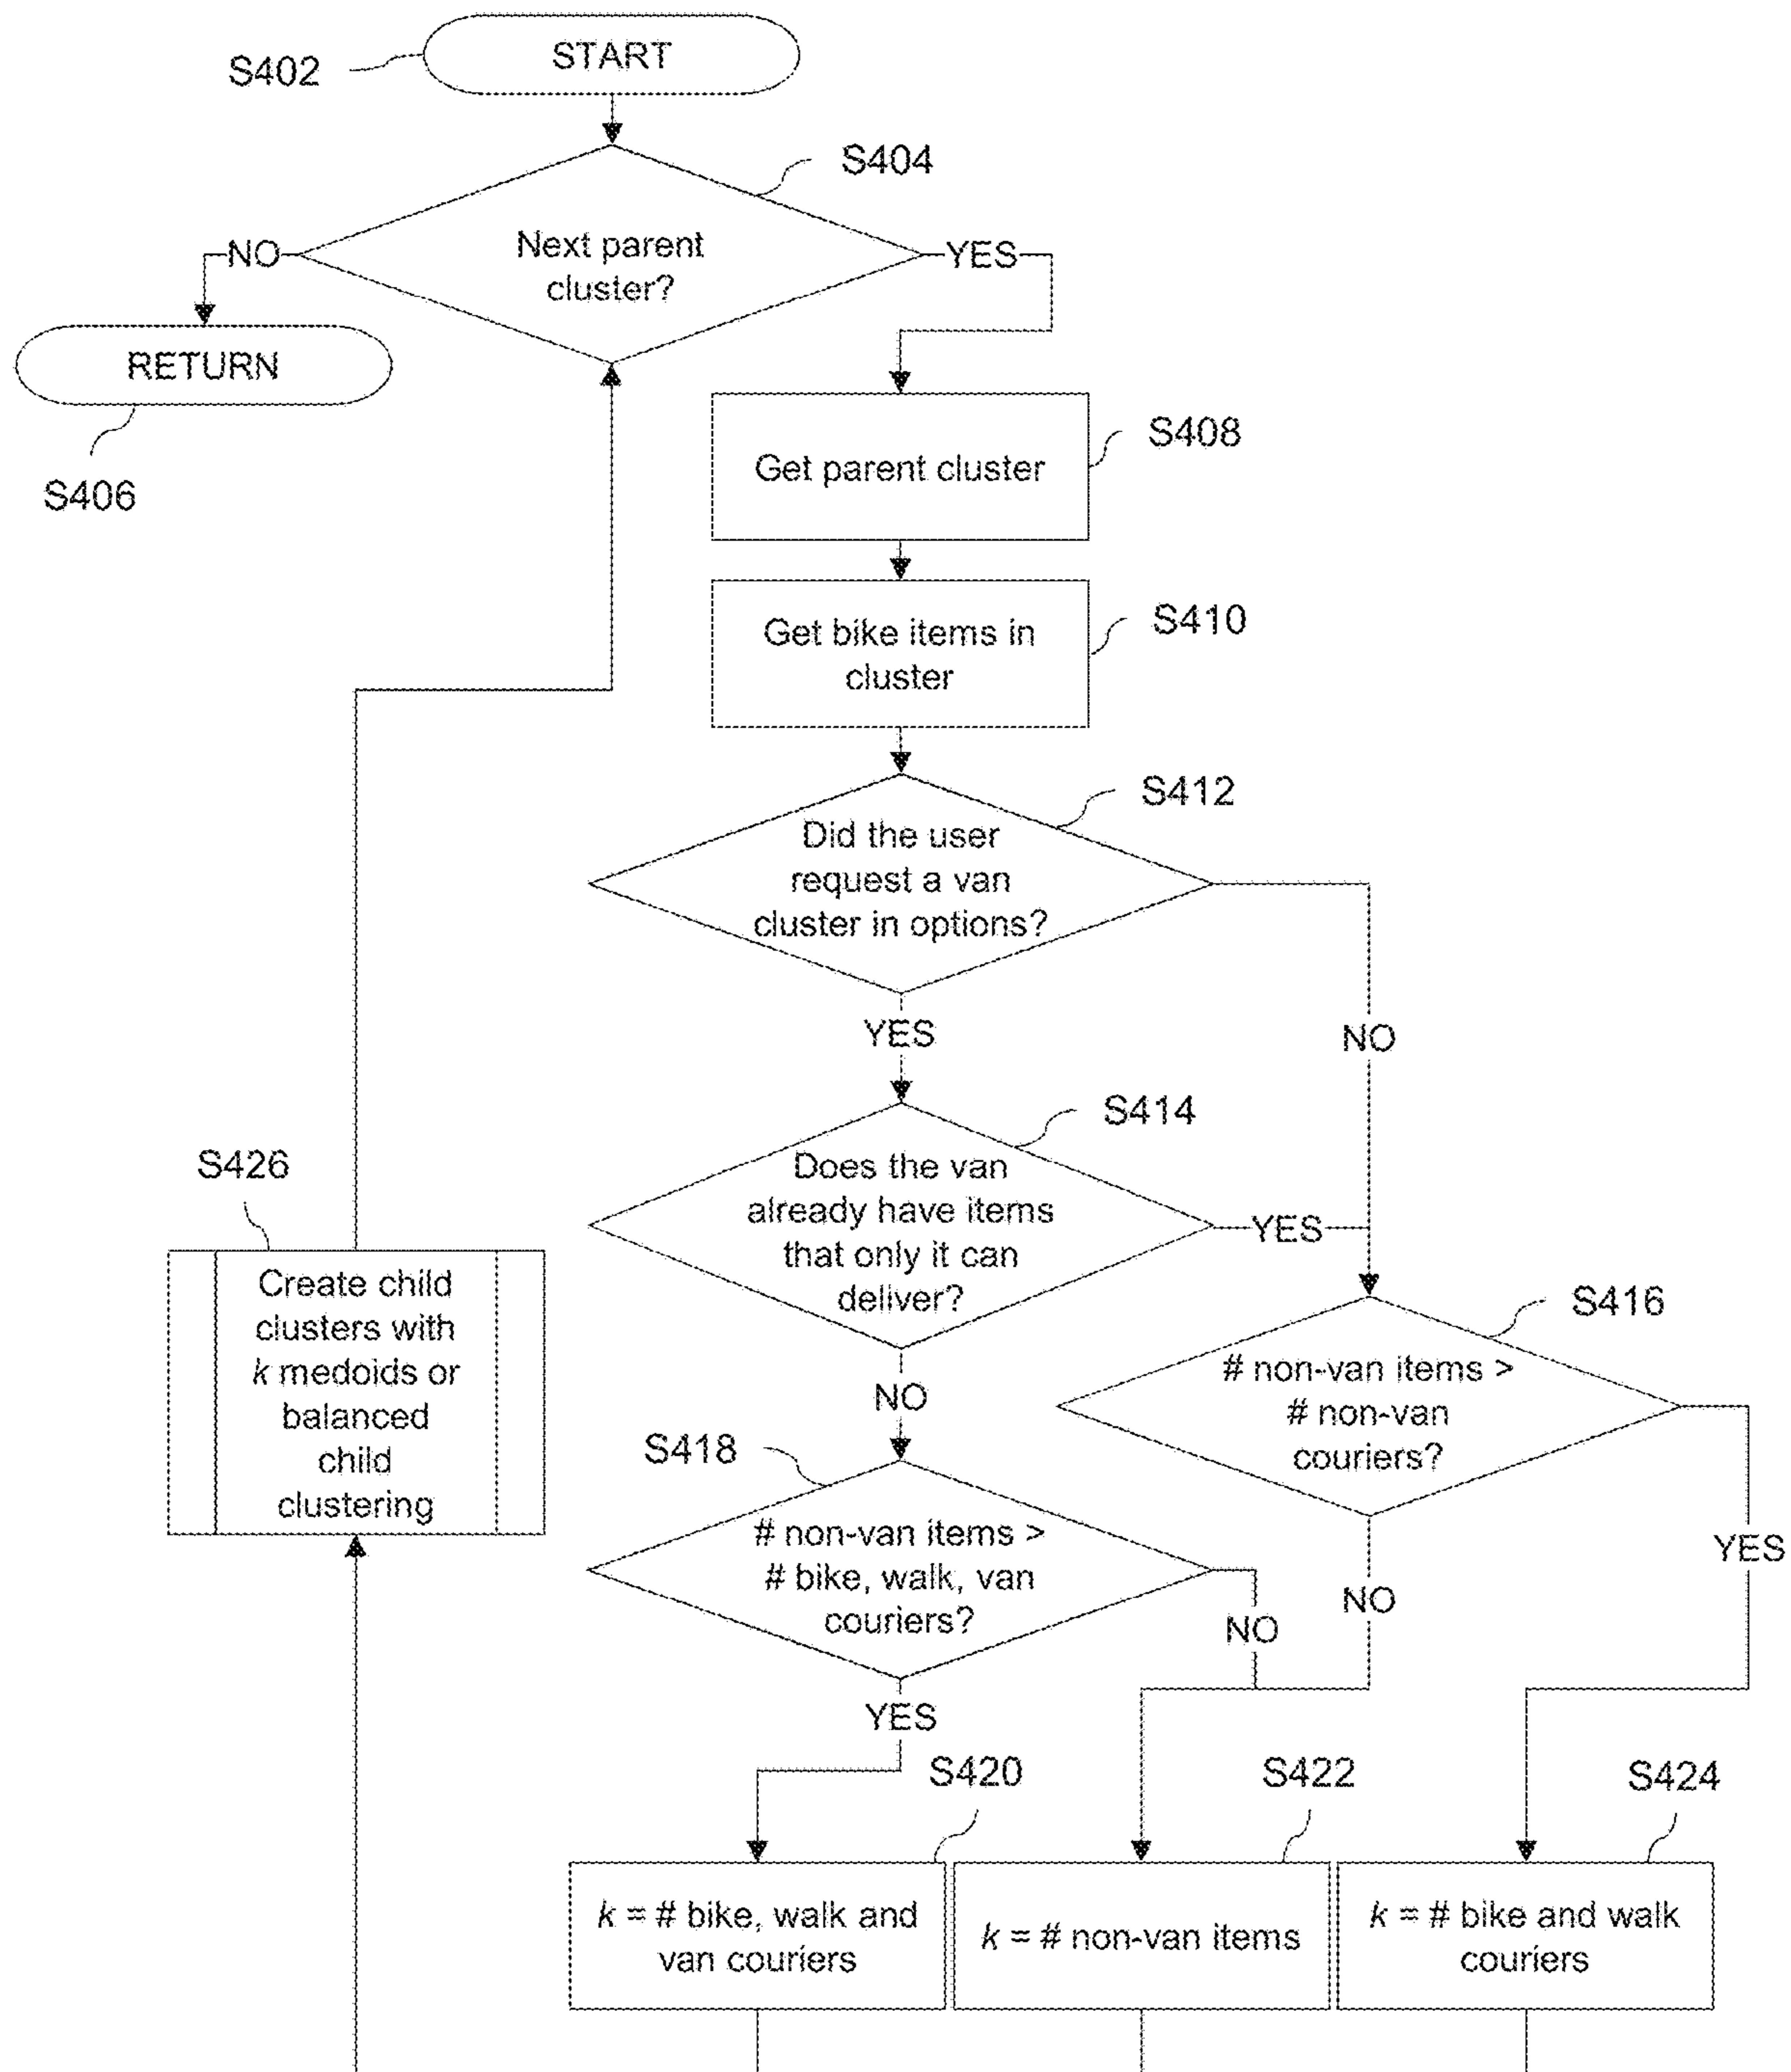 START
S402
S404
Next parent
cluster?
NO
YES
RETURN
S406
Get parent cluster
S408
Get bike items in
cluster
S410
S412
Did the user
request a van
cluster in options?
YES
NO
S414
Does the van
already have items
that only it can
deliver?
YES
NO
S426
Create child
clusters with
k medoids or
balanced
child
clustering
S416
# non-van items >
# non-van
couriers?
YES
NO
S418
# non-van items >
# bike, walk, van
couriers?
NO
YES
S420
S422
S424
k = # bike, walk and
van couriers
k = # non-van items
k = # bike and walk
couriers